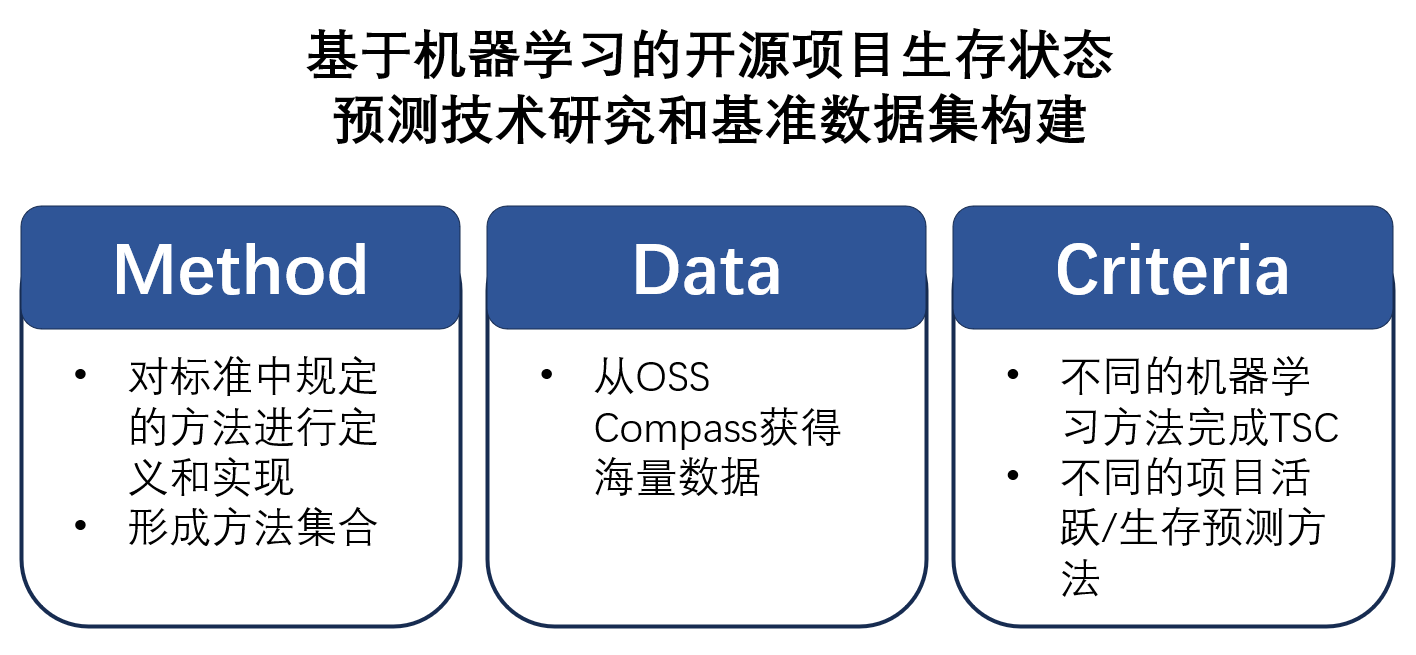 基于机器学习的开源项目生存状态
预测技术研究和基准数据集构建
Method
• 对标准中规定
的方法进行定
义和实现
• 形成方法集合
Data
• 从OSS
Compass获得
海量数据
Criteria
• 不同的机器学
习方法完成TSC
• 不同的项目活
跃/生存预测方
法